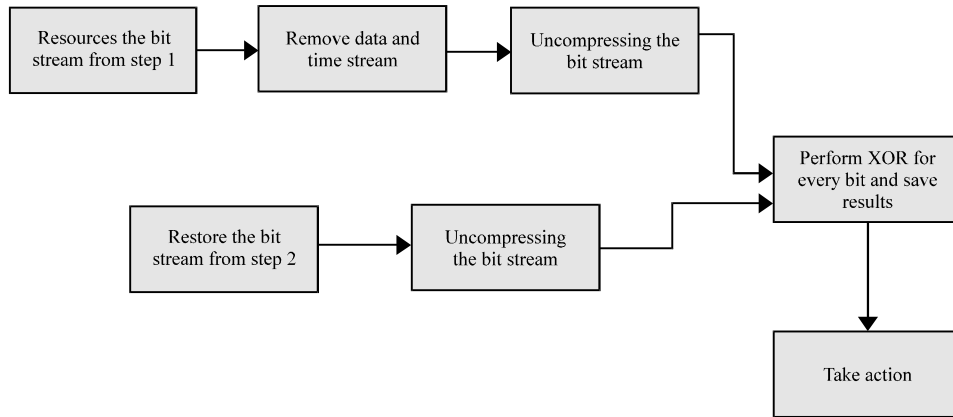 Resources the bit
stream from step 1
Remove data and
time stream
Uncompressing the
bit stream
Perform XOR for
every bit and save
results
Restore the bit
stream from step 2
Uncompressing
the bit stream
Take action